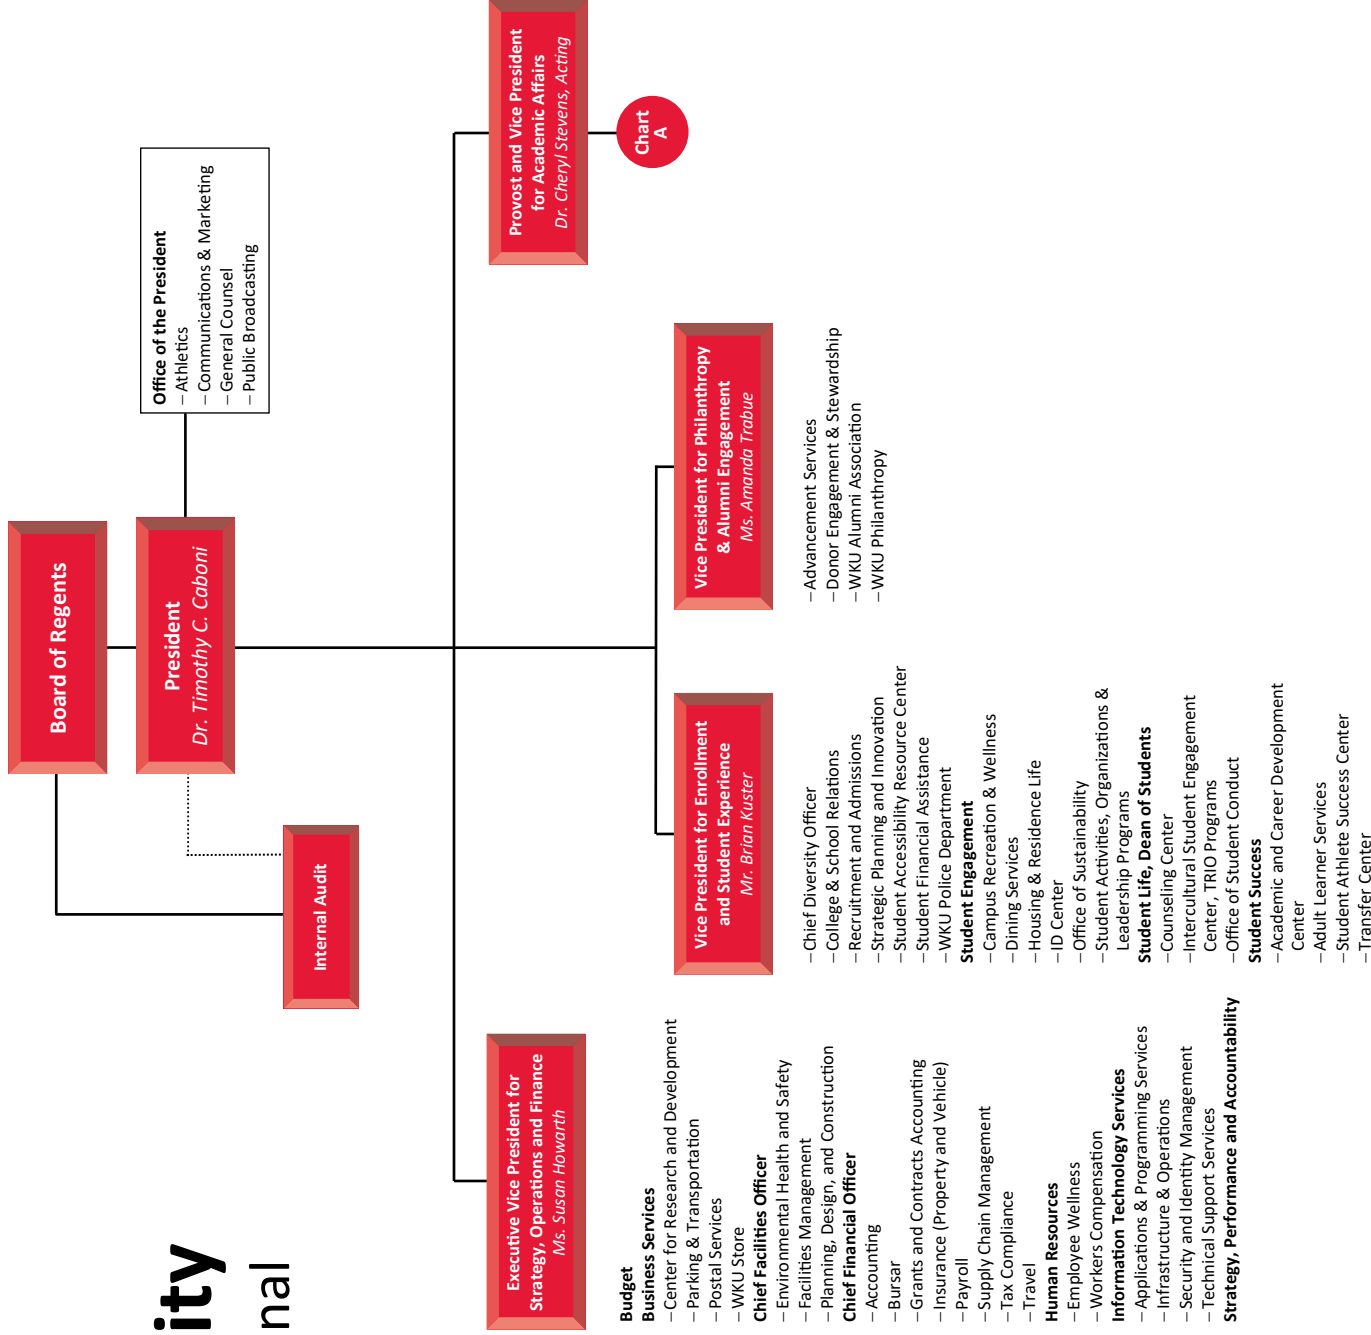 ity
nal
Board of Regents
President
Dr. Timothy C. Caboni
Office of the President
– Athletics
– Communications & Marketing
– General Counsel
– Public Broadcasting
Internal Audit
Executive Vice President for
Strategy, Operations and Finance
Ms. Susan Howarth
Budget
Business Services
– Center for Research and Development
– Parking & Transportation
– Postal Services
– WKU Store
Chief Facilities Officer
– Environmental Health and Safety
– Facilities Management
– Planning, Design, and Construction
Chief Financial Officer
– Accounting
– Bursar
– Grants and Contracts Accounting
– Insurance (Property and Vehicle)
– Payroll
– Supply Chain Management
– Tax Compliance
– Travel
Human Resources
– Employee Wellness
– Workers Compensation
Information Technology Services
– Applications & Programming Services
– Infrastructure & Operations
– Security and Identity Management
– Technical Support Services
Strategy, Performance and Accountability
Vice President for Enrollment
and Student Experience
Mr. Brian Kuster
– Chief Diversity Officer
– College & School Relations
– Recruitment and Admissions
– Strategic Planning and Innovation
– Student Accessibility Resource Center
– Student Financial Assistance
– WKU Police Department
Student Engagement
– Campus Recreation & Wellness
– Dining Services
– Housing & Residence Life
– ID Center
– Office of Sustainability
– Student Activities, Organizations &
Leadership Programs
Student Life, Dean of Students
– Counseling Center
– Intercultural Student Engagement
Center, TRIO Programs
– Office of Student Conduct
Student Success
– Academic and Career Development
Center
– Adult Learner Services
– Student Athlete Success Center
– Transfer Center
Vice President for Philanthropy
& Alumni Engagement
Ms. Amanda Trabue
– Advancement Services
– Donor Engagement & Stewardship
– WKU Alumni Association
– WKU Philanthropy
Provost and Vice President
for Academic Affairs
Dr. Cheryl Stevens, Acting
Chart
A